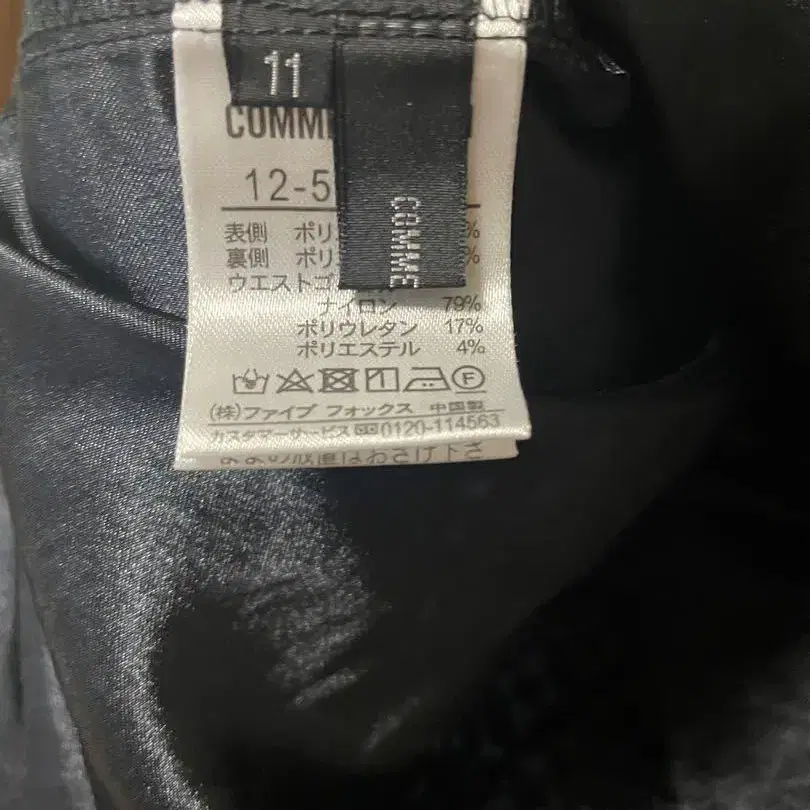 11
COMM
12-5
COMME
表側 ポリ %
裏側 ポリ %
ウエストゴ
ナイロン 79%
ポリウレタン 17%
ポリエステル 4%
(株)ファイブ フォックス 中国製
カスタマーサービス 0120-114563